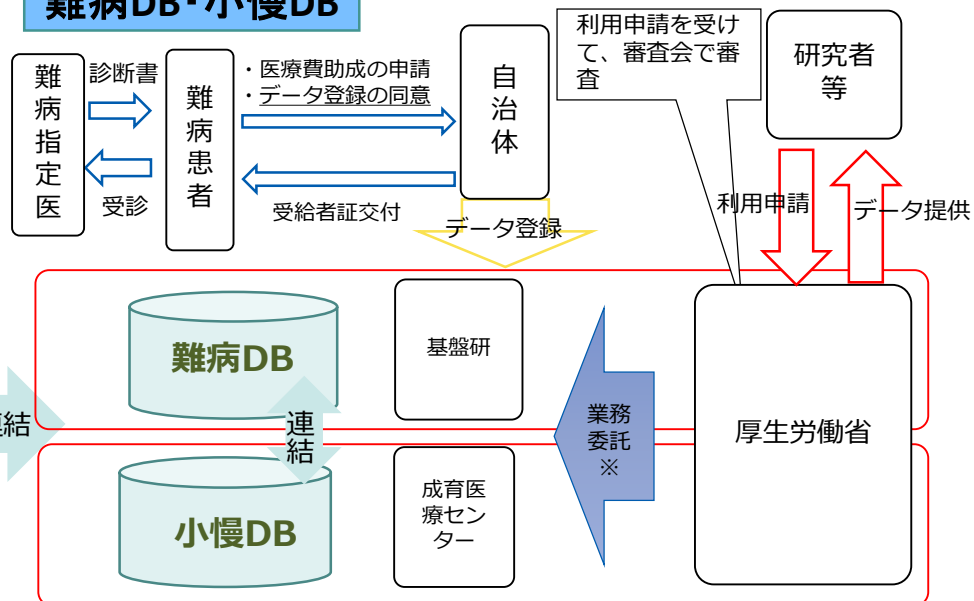 難病DB・小慢DB
難病指定医
診断書
受診
難病患者
・医療費助成の申請
・データ登録の同意
受給者証交付
自治体
データ登録
利用申請を受け
て、審査会で審
査
研究者
等
利用申請
データ提供
難病DB
基盤研
連結
業務
委託
※
厚生労働省
連結
小慢DB
成育医
療セン
ター